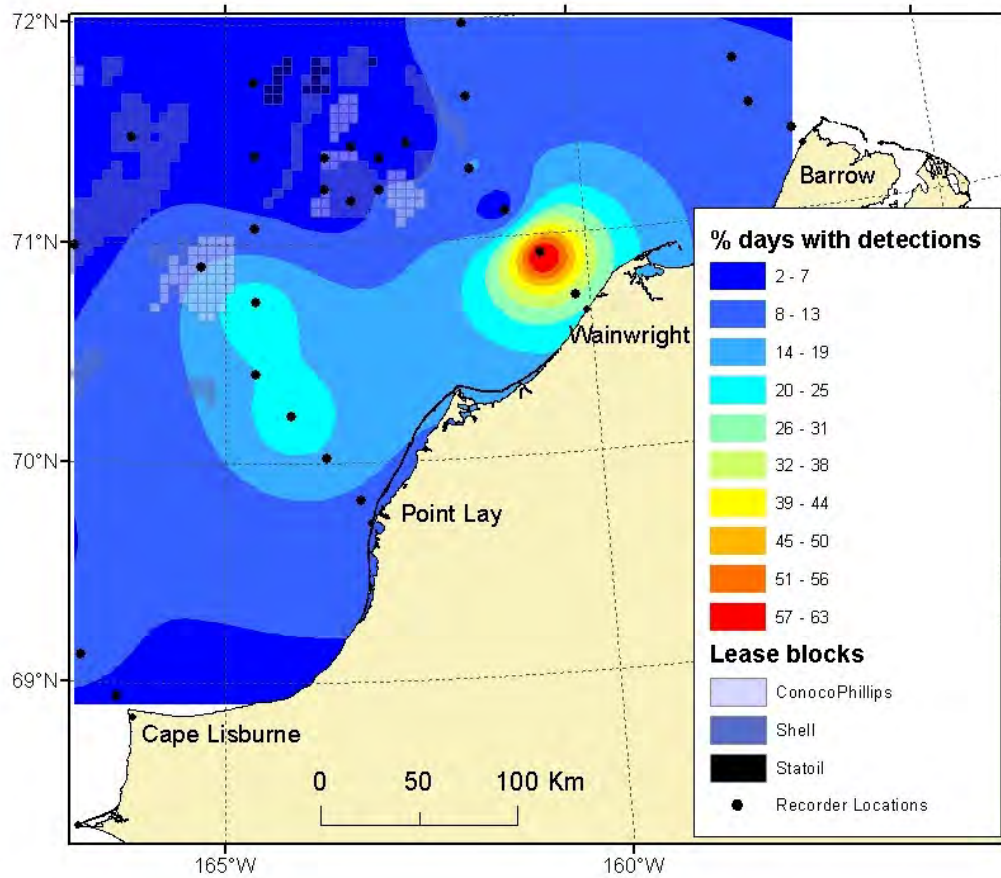 72°N
71°N
70°N
69°N
165°W
160°W
Barrow
Wainwright
Point Lay
Cape Lisburne
0 50 100 Km
% days with detections
2 - 7
8 - 13
14 - 19
20 - 25
26 - 31
32 - 38
39 - 44
45 - 50
51 - 56
57 - 63
Lease blocks
ConocoPhillips
Shell
Statoil
Recorder Locations